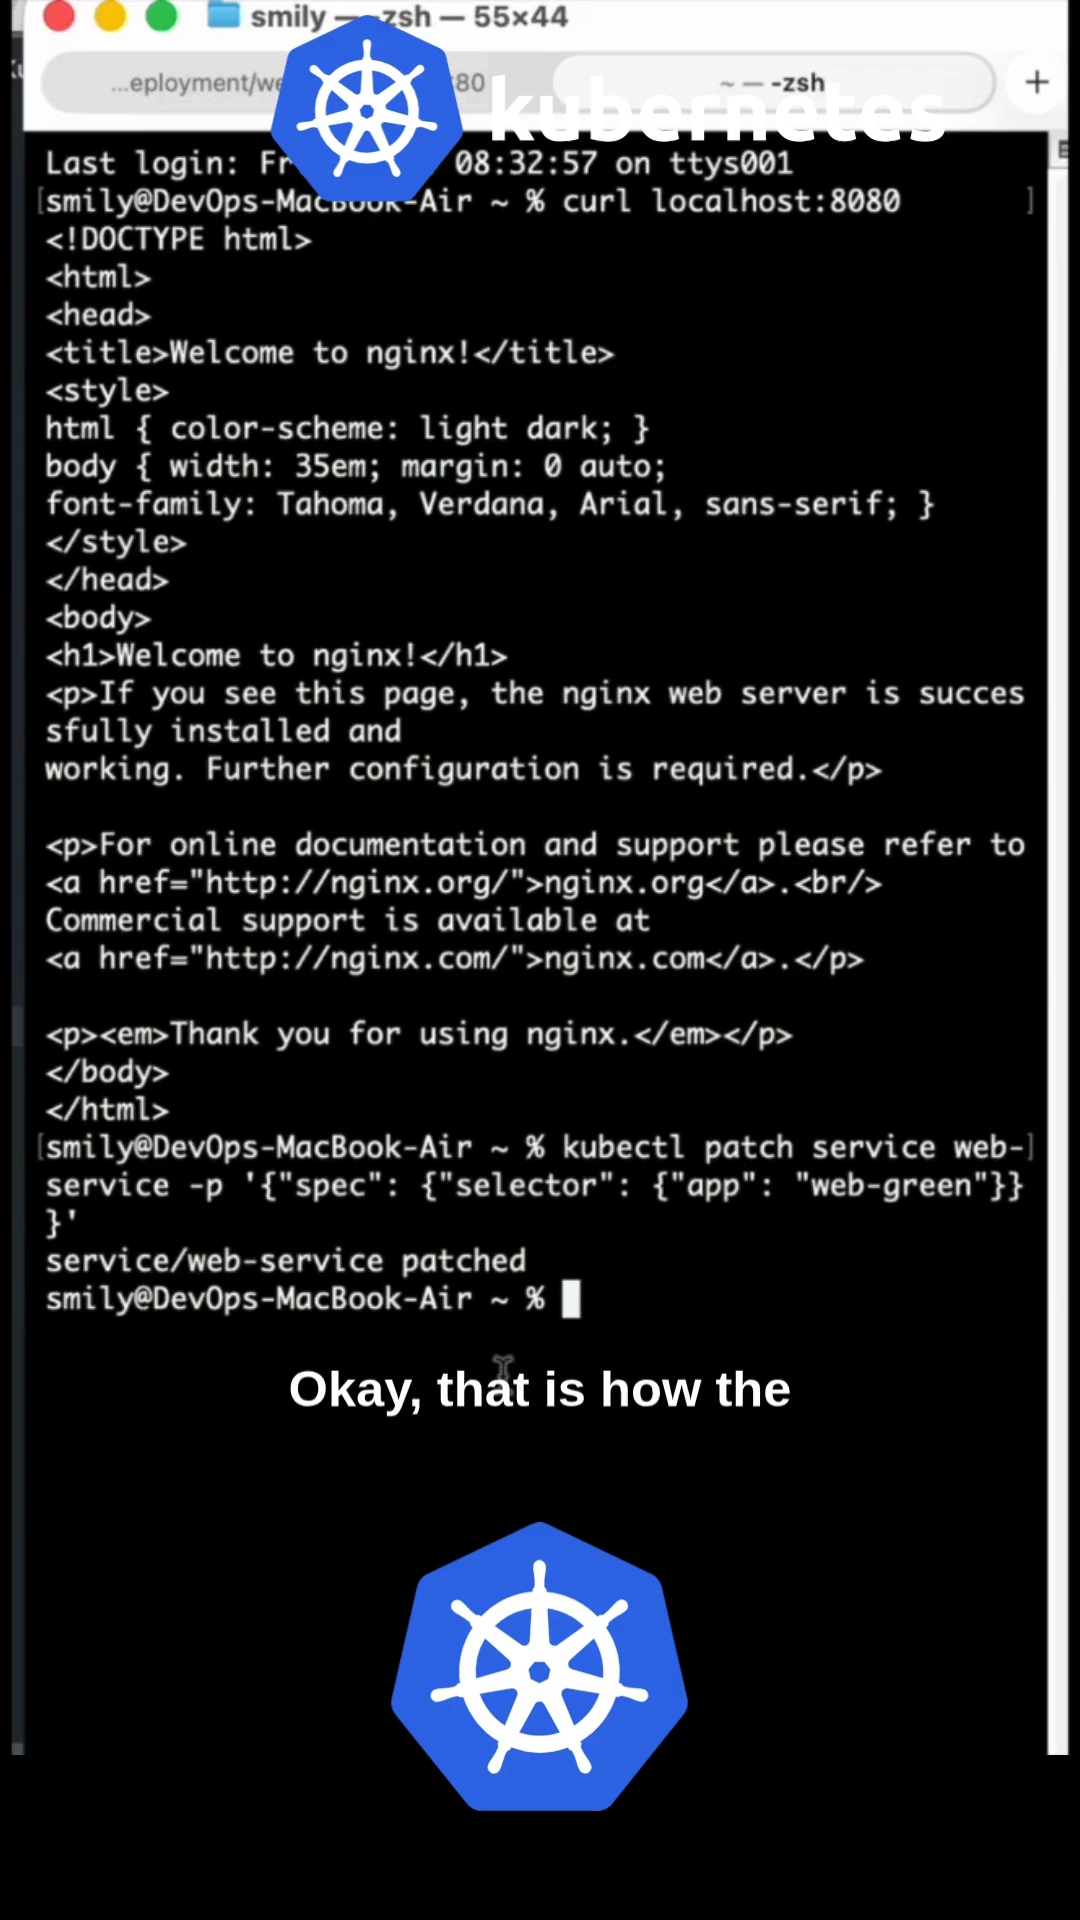 smily — -zsh — 55×44
...eployment/we
80
~ — -zsh
+
kubernetes
Last login: Fr 08:32:57 on ttys001
[smily@DevOps-MacBook-Air ~ % curl localhost:8080 ]
<!DOCTYPE html>
<html>
<head>
<title>Welcome to nginx!</title>
<style>
html { color-scheme: light dark; }
body { width: 35em; margin: 0 auto;
font-family: Tahoma, Verdana, Arial, sans-serif; }
</style>
</head>
<body>
<h1>Welcome to nginx!</h1>
<p>If you see this page, the nginx web server is succes
sfully installed and
working. Further configuration is required.</p>

<p>For online documentation and support please refer to
<a href="http://nginx.org/">nginx.org</a>.<br/>
Commercial support is available at
<a href="http://nginx.com/">nginx.com</a>.</p>

<p><em>Thank you for using nginx.</em></p>
</body>
</html>
[smily@DevOps-MacBook-Air ~ % kubectl patch service web-]
service -p '{"spec": {"selector": {"app": "web-green"}}
}'
service/web-service patched
smily@DevOps-MacBook-Air ~ %
Okay, that is how the